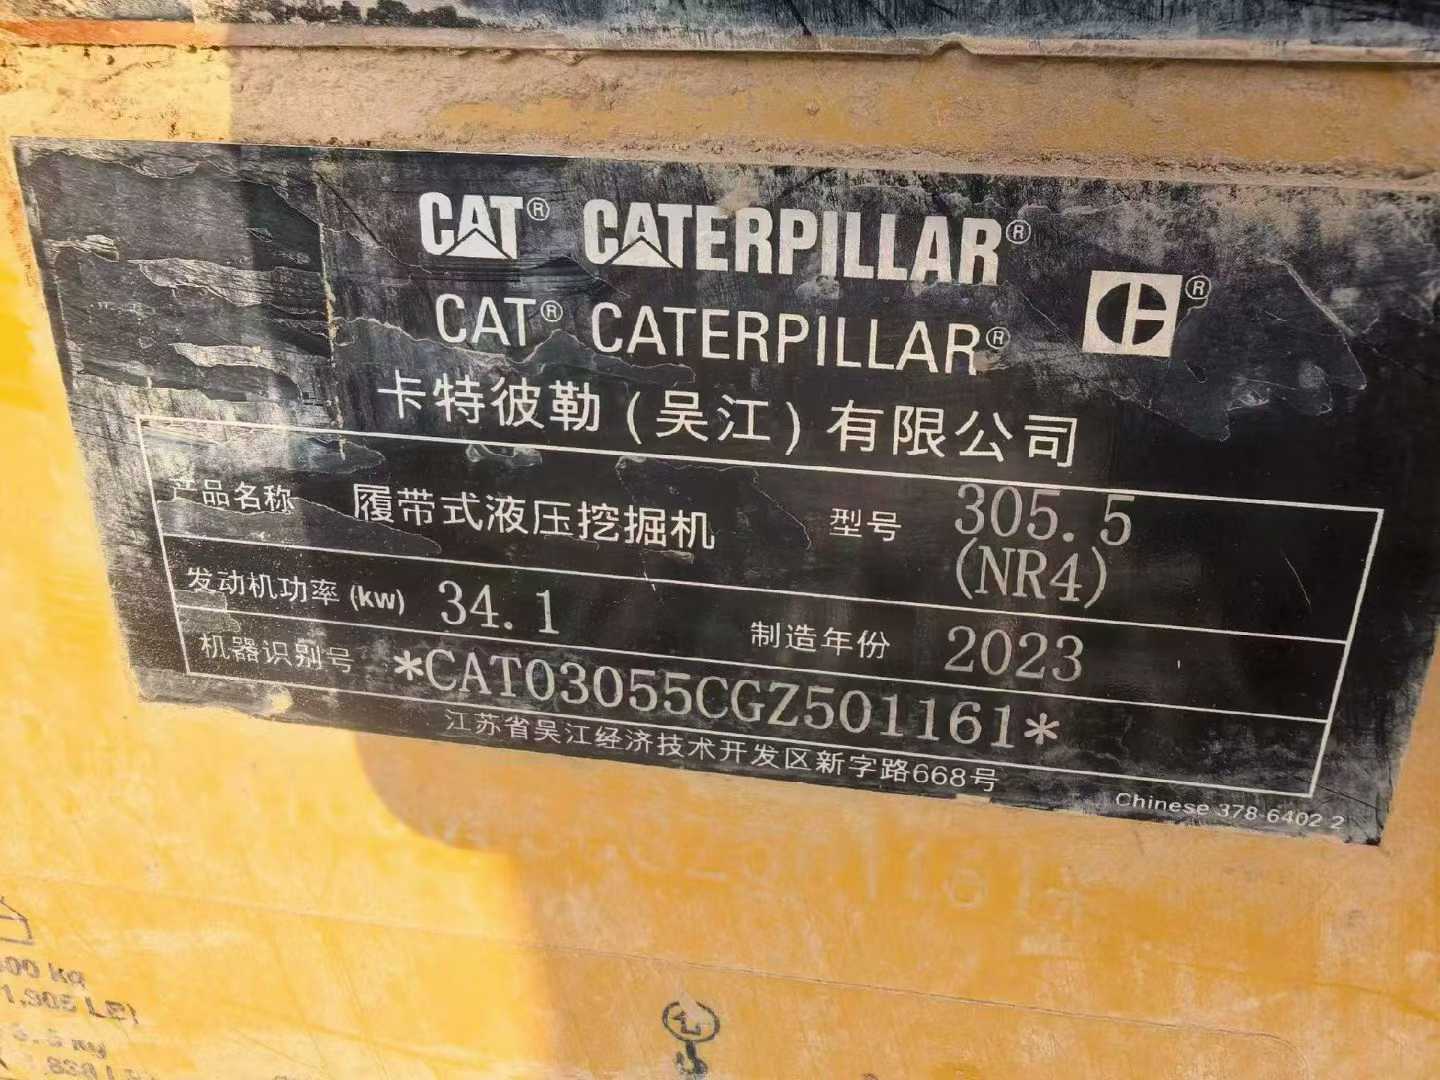 CAT® CATERPILLAR®
CAT® CATERPILLAR®
卡特彼勒(吴江)有限公司
产品名称 履带式液压挖掘机 型号 305.5
(NR4)
发动机功率(kw) 34.1 制造年份 2023
机器识别号 *CAT03055CGZ501161*
江苏省吴江经济技术开发区新字路668号
Chinese 378-6402 2
1161*
00 kg